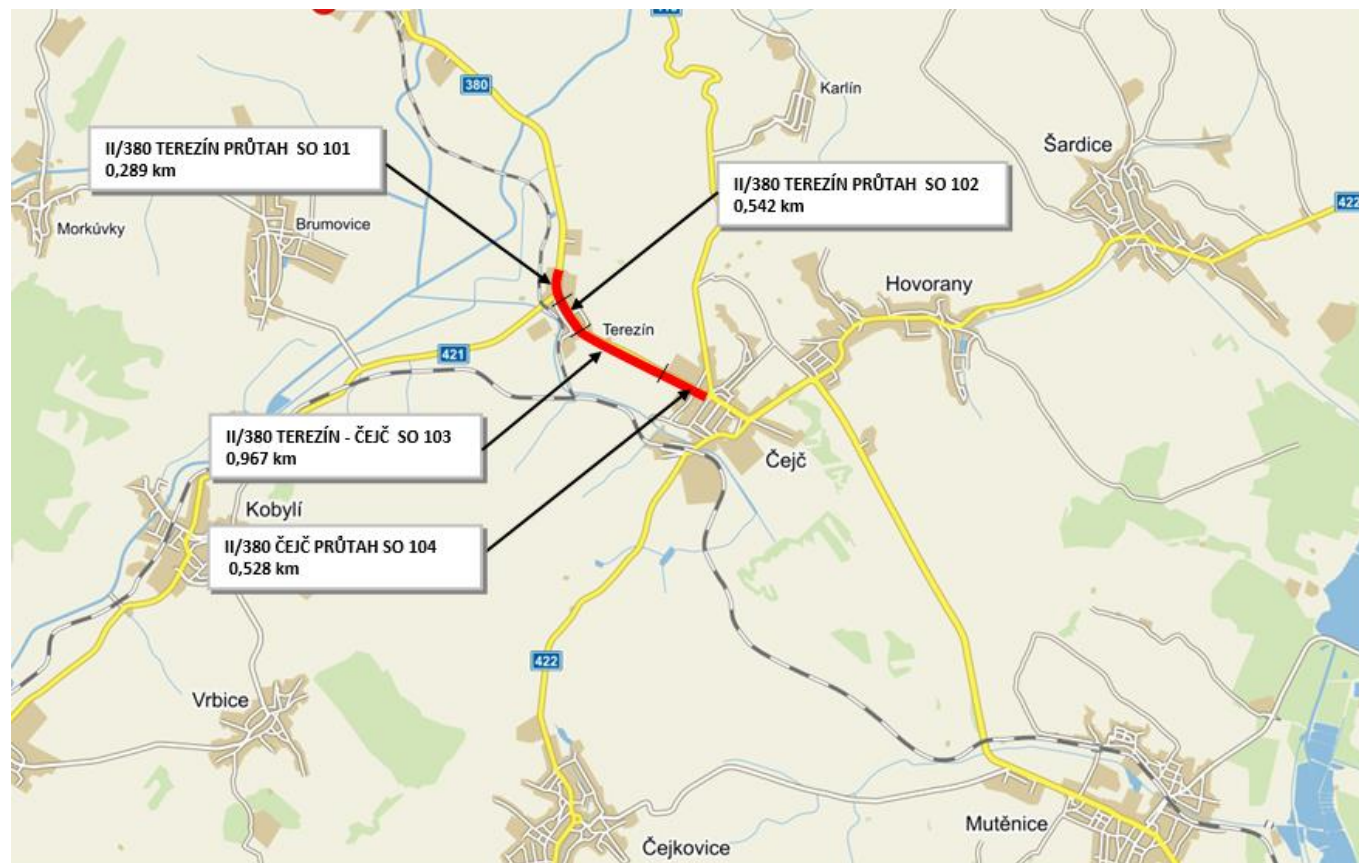 380
Karlín
Šardice
II/380 TEREZÍN PRŮTAH  SO 101
0,289 km
II/380 TEREZÍN PRŮTAH  SO 102
0,542 km
422
Morkůvky
Brumovice
Hovorany
Terezín
421
II/380 TEREZÍN - ČEJČ  SO 103
0,967 km
Čejč
Kobylí
II/380 ČEJČ PRŮTAH SO 104
0,528 km
422
Vrbice
Mutěnice
Čejkovice